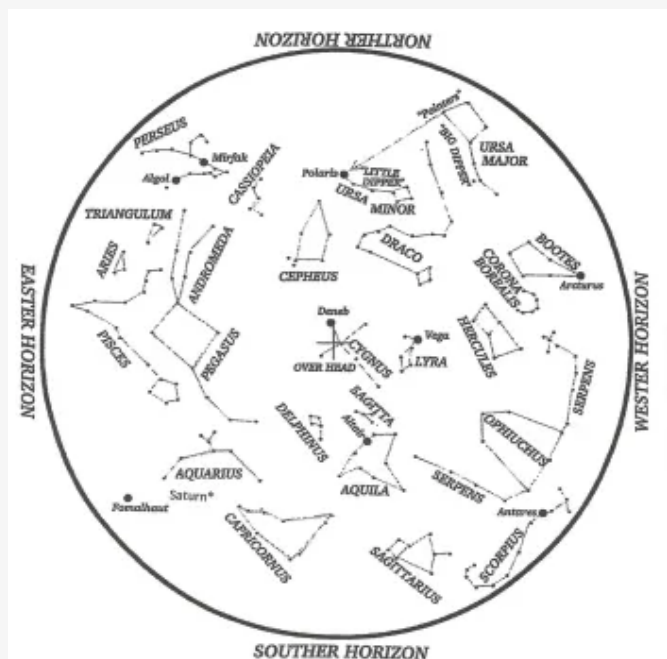 NORTHER HORIZON
"Pointers"
PERSEUS
Mirfak
Algol
CASSIOPEIA
Polaris
"LITTLE
DIPPER"
URSA
MINOR
"BIG DIPPER"
URSA
MAJOR
TRIANGULUM
ARIES
ANDROMEDA
CEPHEUS
DRACO
BOOTES
CORONA
BOREALIS
Arcturus
EASTER HORIZON
WESTER HORIZON
PISCES
PEGASUS
Deneb
CYGNUS
OVER HEAD
Vega
LYRA
HERCULES
SERPENS
SAGITTA
DELPHINUS
Altair
AQUILA
OPHIUCHUS
SERPENS
AQUARIUS
Saturn*
Fomalhaut
CAPRICORNUS
SAGITTARIUS
Antares
SCORPIUS
SOUTHER HORIZON